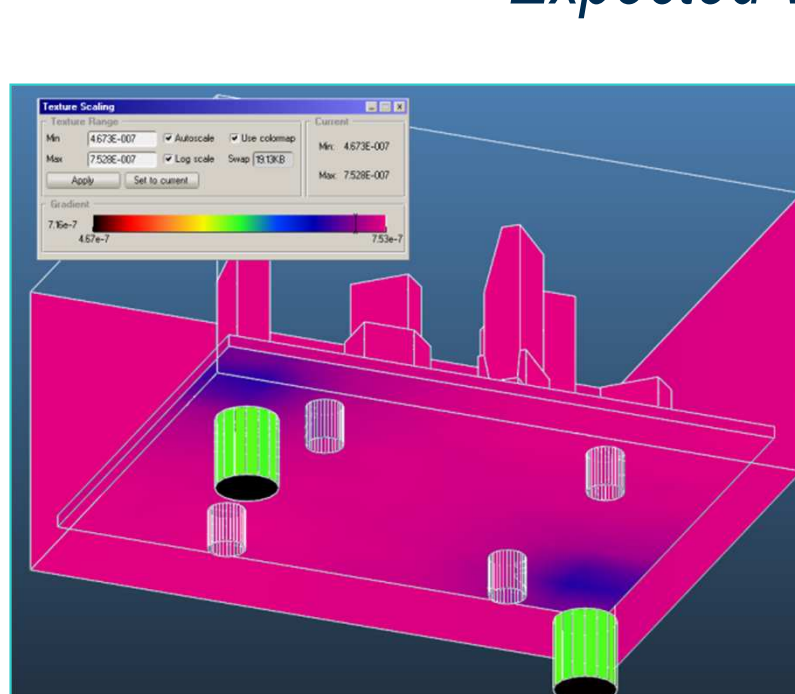 Expected
Texture Scaling
Texture Range
Min 4.673E-007 Autoscale Use colormap
Max 7.528E-007 Log scale Swap 19.13KB
Apply Set to current
Current
Min: 4.673E-007
Max: 7.528E-007
Gradient
7.16e-7
4.67e-7 7.53e-7